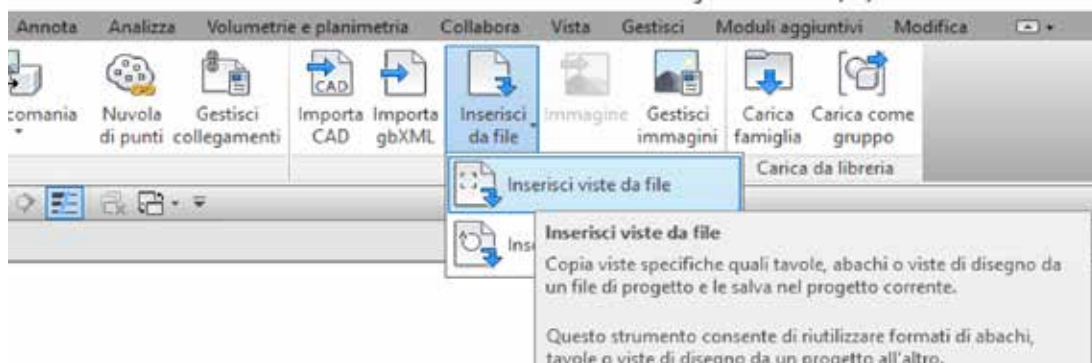 Annota Analizza Volumetrie e planimetria Collabora Vista Gestisci Moduli aggiuntivi Modifica
comania Nuvola di punti Gestisci collegamenti Importa CAD Importa gbXML Inserisci da file Immagine Gestisci immagini Carica famiglia Carica come gruppo
CAD
Carica da libreria
Inserisci viste da file
Inse
Inserisci viste da file
Copia viste specifiche quali tavole, abachi o viste di disegno da
un file di progetto e le salva nel progetto corrente.
Questo strumento consente di riutilizzare formati di abachi,
tavole o viste di disegno da un progetto all'altro.